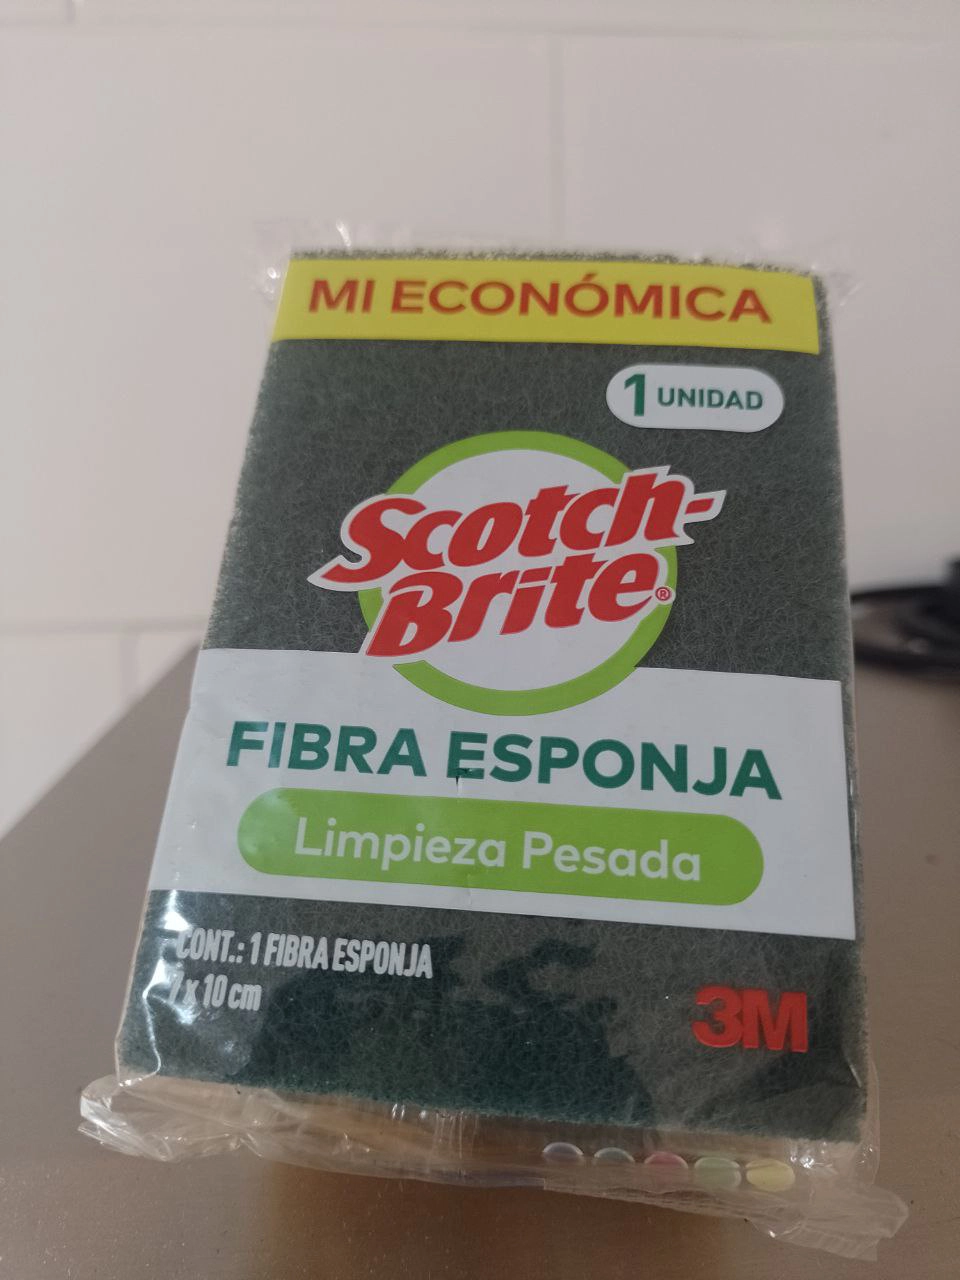 MI ECONÓMICA
1 UNIDAD
Scotch-
Brite®
FIBRA ESPONJA
Limpieza Pesada
CONT.: 1 FIBRA ESPONJA
7 x 10 cm
3M